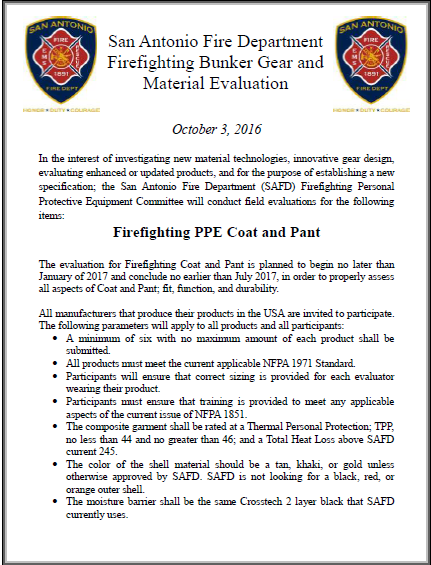 SAN ANTONIO
FIRE
EMS
RESCUE
1891
FIRE DEPT
HONOR ★ DUTY ★ COURAGE
San Antonio Fire Department
Firefighting Bunker Gear and
Material Evaluation
SAN ANTONIO
FIRE
EMS
RESCUE
1891
FIRE DEPT
HONOR ★ DUTY ★ COURAGE
October 3, 2016
In the interest of investigating new material technologies, innovative gear design,
evaluating enhanced or updated products, and for the purpose of establishing a new
specification; the San Antonio Fire Department (SAFD) Firefighting Personal
Protective Equipment Committee will conduct field evaluations for the following
items:
Firefighting PPE Coat and Pant
The evaluation for Firefighting Coat and Pant is planned to begin no later than
January of 2017 and conclude no earlier than July 2017, in order to properly assess
all aspects of Coat and Pant; fit, function, and durability.
All manufacturers that produce their products in the USA are invited to participate.
The following parameters will apply to all products and all participants:
• A minimum of six with no maximum amount of each product shall be
submitted.
• All products must meet the current applicable NFPA 1971 Standard.
• Participants will ensure that correct sizing is provided for each evaluator
wearing their product.
• Participants must ensure that training is provided to meet any applicable
aspects of the current issue of NFPA 1851.
• The composite garment shall be rated at a Thermal Personal Protection; TPP,
no less than 44 and no greater than 46; and a Total Heat Loss above SAFD
current 245.
• The color of the shell material should be a tan, khaki, or gold unless
otherwise approved by SAFD. SAFD is not looking for a black, red, or
orange outer shell.
• The moisture barrier shall be the same Crosstech 2 layer black that SAFD
currently uses.